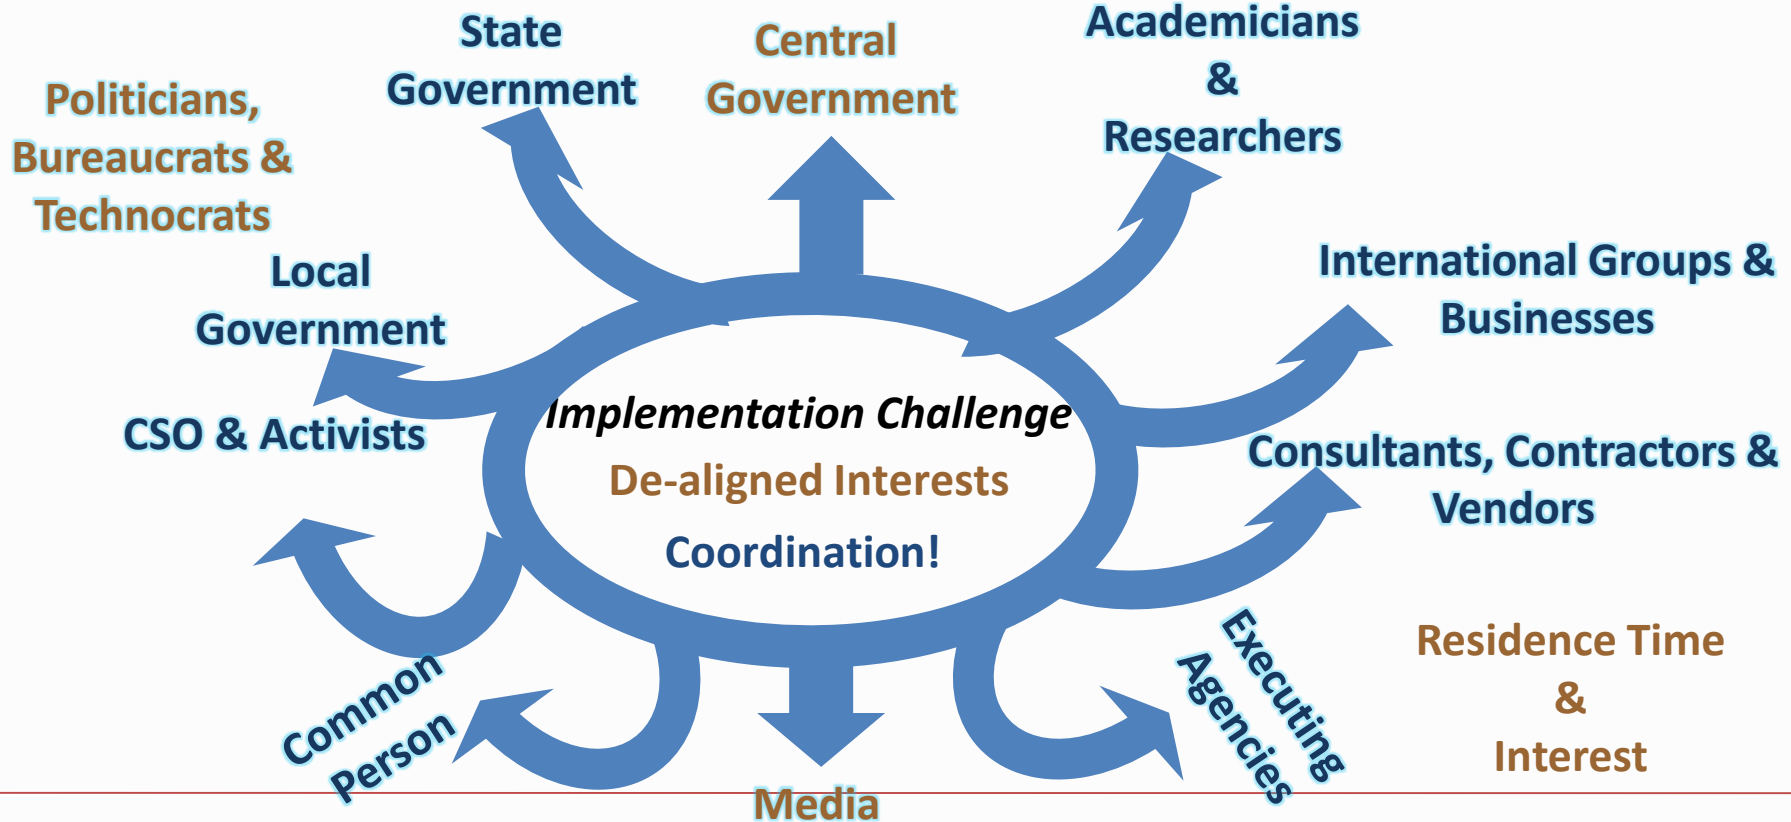 State
Government
Central
Government
Academicians
&
Researchers
Politicians,
Bureaucrats &
Technocrats
Local
Government
International Groups &
Businesses
CSO & Activists
Implementation Challenge
De-aligned Interests
Coordination!
Consultants, Contractors &
Vendors
Common
Person
Media
Executing
Agencies
Residence Time
&
Interest